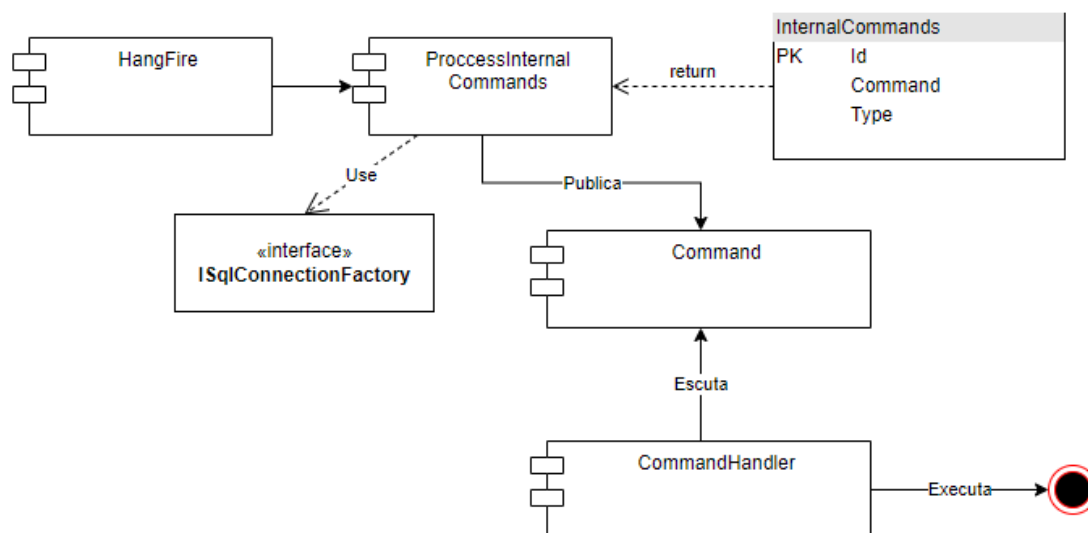 HangFire
ProccessInternal
Commands
InternalCommands
PK Id
Command
Type
return
Use
Publica
«interface»
ISqlConnectionFactory
Command
Escuta
CommandHandler
Executa